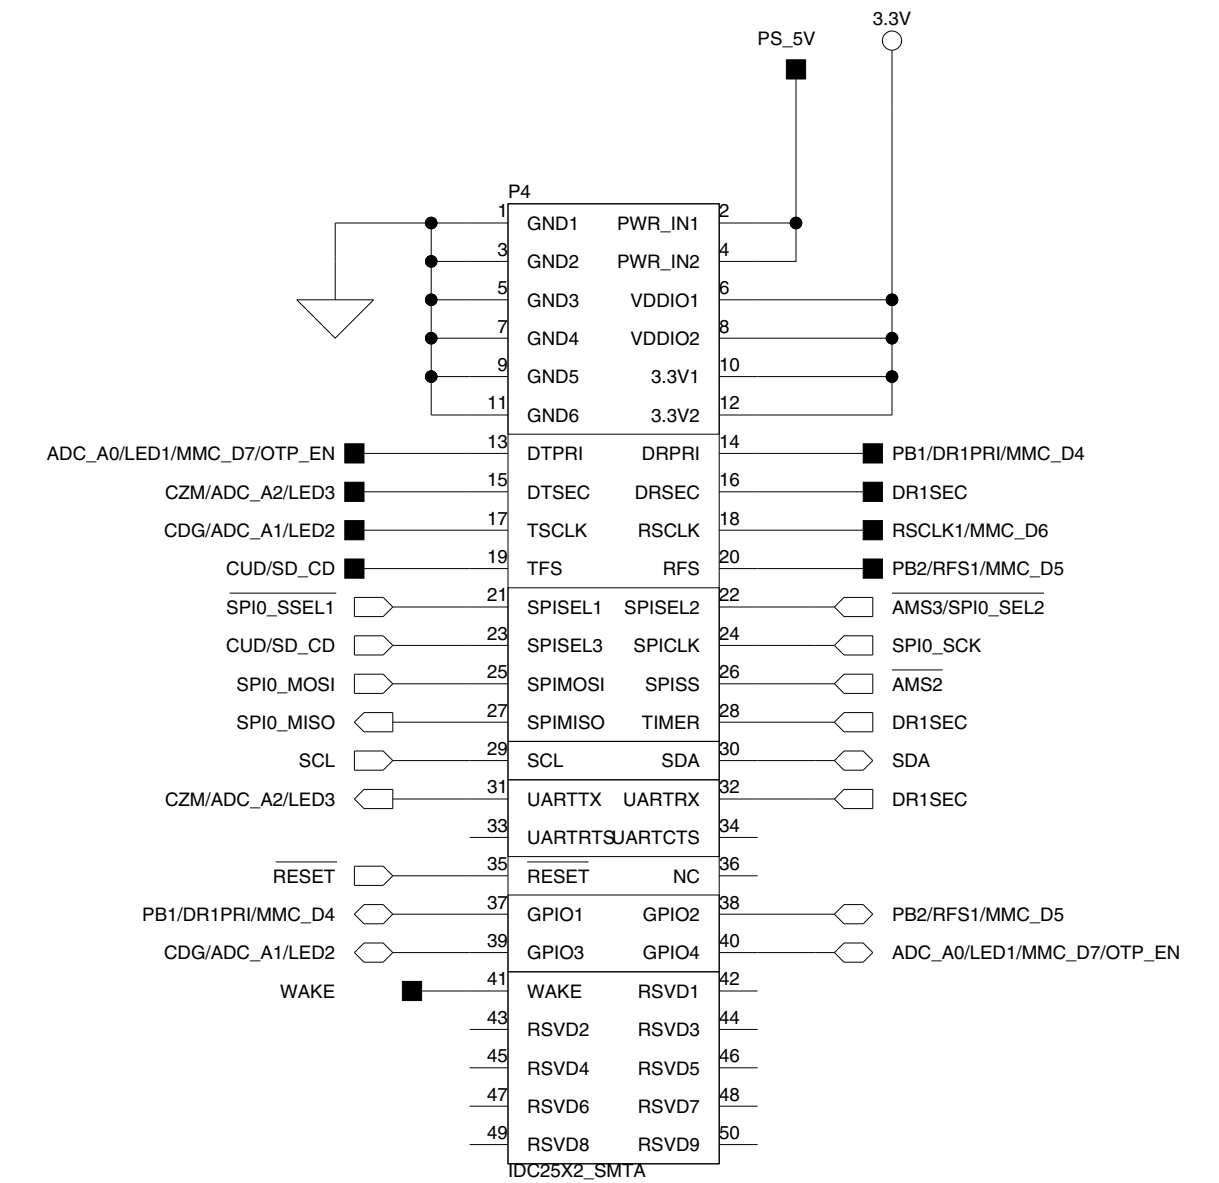 3.3V
PS_5V
P4
1 GND1 PWR_IN1 2
3 GND2 PWR_IN2 4
5 GND3 VDDIO1 6
7 GND4 VDDIO2 8
9 GND5 3.3V1 10
11 GND6 3.3V2 12
ADC_A0/LED1/MMC_D7/OTP_EN 13 DTPRI DRPRI 14 PB1/DR1PRI/MMC_D4
CZM/ADC_A2/LED3 15 DTSEC DRSEC 16 DR1SEC
CDG/ADC_A1/LED2 17 TSCLK RSCLK 18 RSCLK1/MMC_D6
CUD/SD_CD 19 TFS RFS 20 PB2/RFS1/MMC_D5
SPI0_SSEL1 21 SPISEL1 SPISEL2 22 AMS3/SPI0_SEL2
CUD/SD_CD 23 SPISEL3 SPICLK 24 SPI0_SCK
SPI0_MOSI 25 SPIMOSI SPISS 26 AMS2
SPI0_MISO 27 SPIMISO TIMER 28 DR1SEC
SCL 29 SCL SDA 30 SDA
CZM/ADC_A2/LED3 31 UARTTX UARTRX 32 DR1SEC
33 UARTRTS UARTCTS 34
RESET 35 RESET NC 36
PB1/DR1PRI/MMC_D4 37 GPIO1 GPIO2 38 PB2/RFS1/MMC_D5
CDG/ADC_A1/LED2 39 GPIO3 GPIO4 40 ADC_A0/LED1/MMC_D7/OTP_EN
WAKE 41 WAKE RSVD1 42
43 RSVD2 RSVD3 44
45 RSVD4 RSVD5 46
47 RSVD6 RSVD7 48
49 RSVD8 RSVD9 50
IDC25X2_SMTA